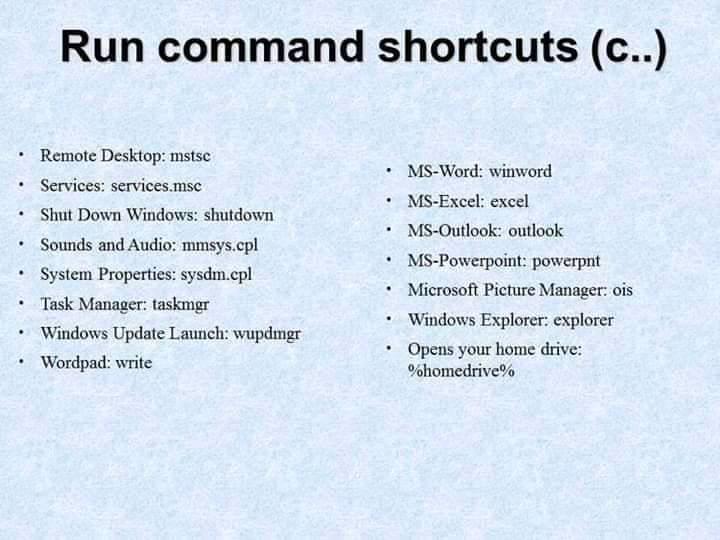 Run command shortcuts (c..)
• Remote Desktop: mstsc
• Services: services.msc
• Shut Down Windows: shutdown
• Sounds and Audio: mmsys.cpl
• System Properties: sysdm.cpl
• Task Manager: taskmgr
• Windows Update Launch: wupdmgr
• Wordpad: write
• MS-Word: winword
• MS-Excel: excel
• MS-Outlook: outlook
• MS-Powerpoint: powerpnt
• Microsoft Picture Manager: ois
• Windows Explorer: explorer
• Opens your home drive:
%homedrive%